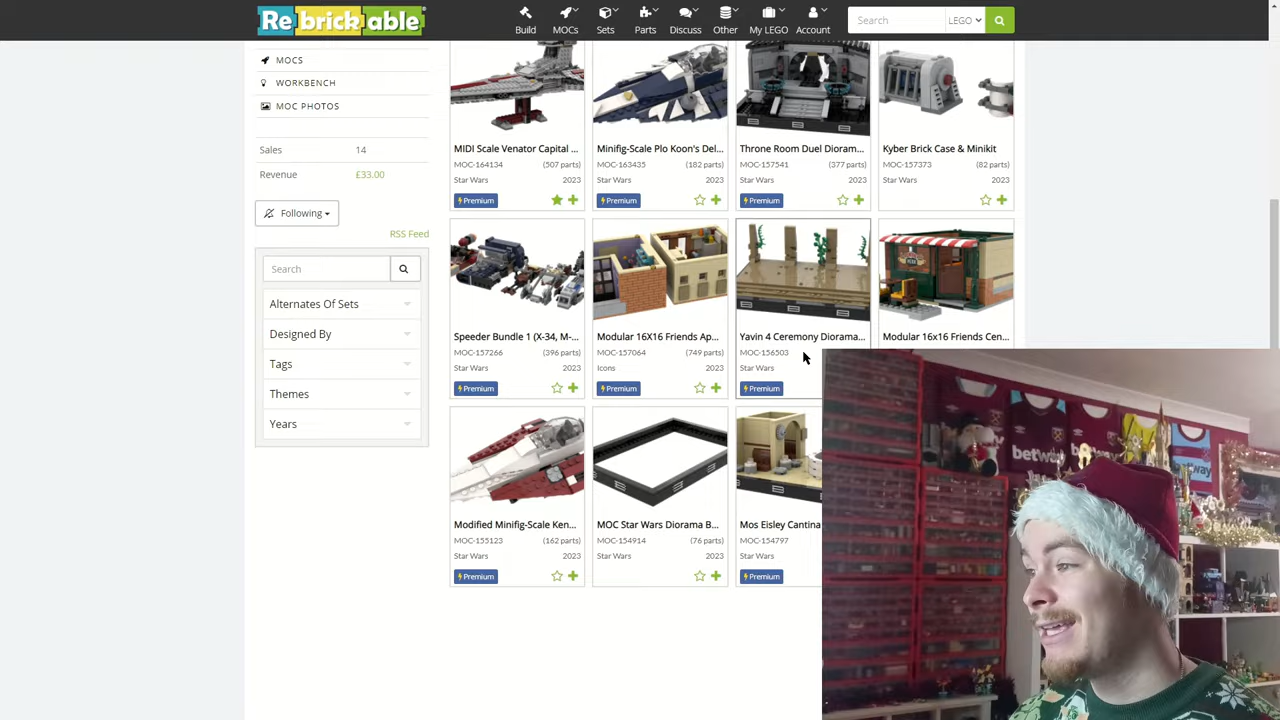 Rebrickable
Build MOCs Sets Parts Discuss Other My LEGO Account
Search LEGO
MOCS
WORKBENCH
MOC PHOTOS
Sales 14
Revenue £33.00
Following
RSS Feed
Search
Alternates Of Sets
Designed By
Tags
Themes
Years
MIDI Scale Venator Capital ...
MOC-164134 (507 parts)
Star Wars 2023
Premium
Minifig-Scale Plo Koon's Del...
MOC-163435 (182 parts)
Star Wars 2023
Premium
Throne Room Duel Dioram...
MOC-157541 (377 parts)
Star Wars 2023
Premium
Kyber Brick Case & Minikit
MOC-157373 (82 parts)
Star Wars 2023
Speeder Bundle 1 (X-34, M-...
MOC-157266 (396 parts)
Star Wars 2023
Premium
Modular 16X16 Friends Ap...
MOC-157064 (749 parts)
Icons 2023
Premium
Yavin 4 Ceremony Diorama...
MOC-156503
Star Wars
Premium
Modular 16x16 Friends Cen...
Modified Minifig-Scale Ken...
MOC-155123 (162 parts)
Star Wars 2023
Premium
MOC Star Wars Diorama B...
MOC-154914 (76 parts)
Star Wars 2023
Mos Eisley Cantina
MOC-154797
Star Wars
Premium
betway
betway